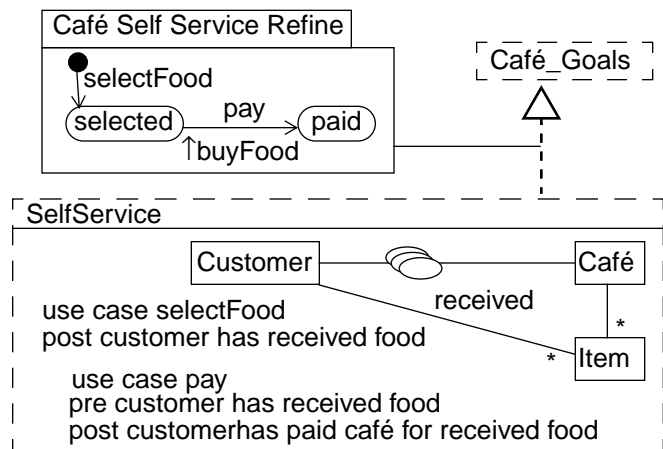 Café Self Service Refine
Café_Goals
selectFood
pay
selected
paid
↑buyFood
SelfService
Customer
Café
received
use case selectFood
post customer has received food
*
*
Item
use case pay
pre customer has received food
post customerhas paid café for received food